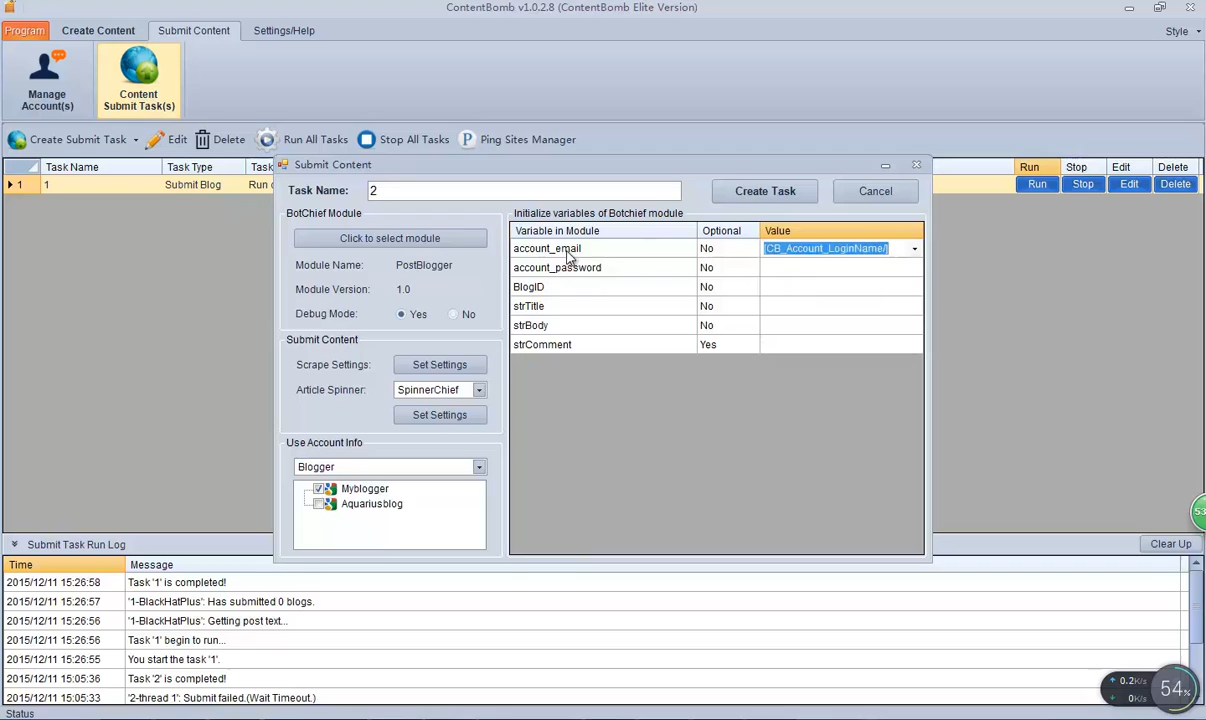 ContentBomb v1.0.2.8 (ContentBomb Elite Version)
Program Create Content Submit Content Settings/Help Style
Manage Account(s)
Content Submit Task(s)
Create Submit Task Edit Delete Run All Tasks Stop All Tasks P Ping Sites Manager
Task Name Task Type Task Run Stop Edit Delete
1 1 Submit Blog Run o Run Stop Edit Delete
Submit Content
Task Name: 2 Create Task Cancel
BotChief Module
Click to select module
Module Name: PostBlogger
Module Version: 1.0
Debug Mode: Yes No
Submit Content
Scrape Settings: Set Settings
Article Spinner: SpinnerChief
Set Settings
Use Account Info
Blogger
Myblogger
Aquariusblog
Initialize variables of Botchief module
Variable in Module Optional Value
account_email No [CB_Account_LoginName/]
account_password No
BlogID No
strTitle No
strBody No
strComment Yes
53
Submit Task Run Log Clear Up
Time Message
2015/12/11 15:26:58 Task '1' is completed!
2015/12/11 15:26:57 '1-BlackHatPlus': Has submitted 0 blogs.
2015/12/11 15:26:56 '1-BlackHatPlus': Getting post text...
2015/12/11 15:26:56 Task '1' begin to run...
2015/12/11 15:26:55 You start the task '1'.
2015/12/11 15:05:36 Task '2' is completed!
2015/12/11 15:05:33 '2-thread 1': Submit failed.(Wait Timeout.)
0.2K/s
0K/s
54%
Status